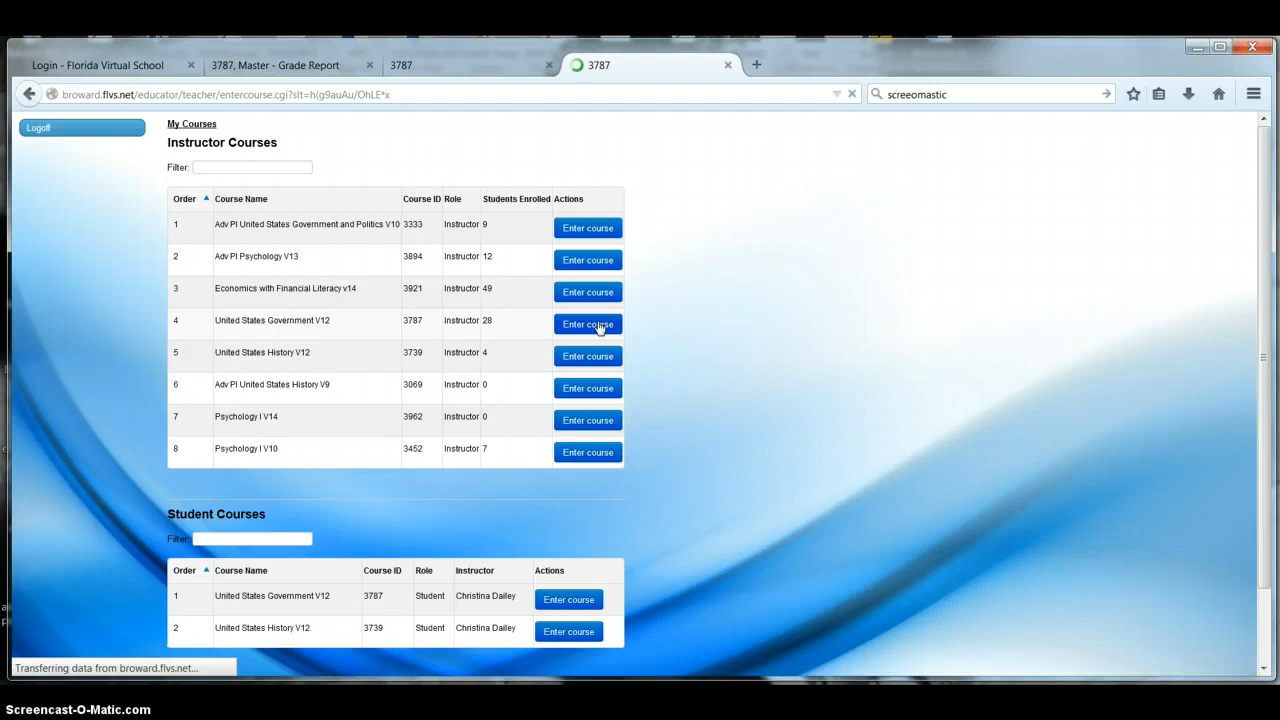 Login - Florida Virtual School
3787, Master - Grade Report
3787
3787
broward.flvs.net/educator/teacher/entercourse.cgi?slt=h(g9auAu/OhLE*x
screeomastic
Logoff
My Courses
Instructor Courses
Filter:
Order Course Name Course ID Role Students Enrolled Actions
1 Adv Pl United States Government and Politics V10 3333 Instructor 9 Enter course
2 Adv Pl Psychology V13 3894 Instructor 12 Enter course
3 Economics with Financial Literacy v14 3921 Instructor 49 Enter course
4 United States Government V12 3787 Instructor 28 Enter course
5 United States History V12 3739 Instructor 4 Enter course
6 Adv Pl United States History V9 3069 Instructor 0 Enter course
7 Psychology I V14 3962 Instructor 0 Enter course
8 Psychology I V10 3452 Instructor 7 Enter course
Student Courses
Filter:
Order Course Name Course ID Role Instructor Actions
1 United States Government V12 3787 Student Christina Dailey Enter course
2 United States History V12 3739 Student Christina Dailey Enter course
Transferring data from broward.flvs.net...
Screencast-O-Matic.com